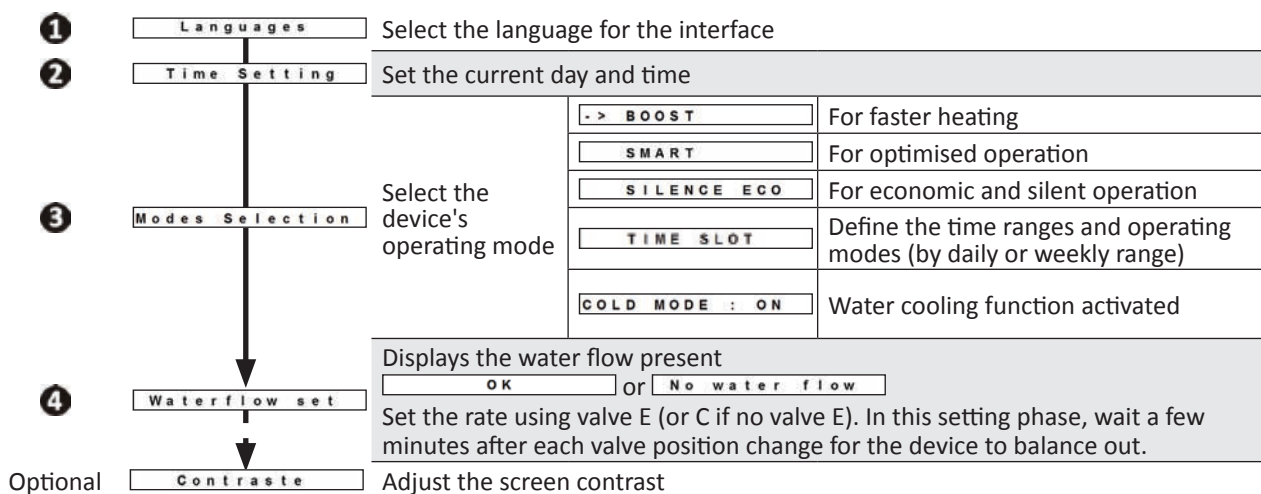 1 Languages Select the language for the interface
2 Time Setting Set the current day and time
3 Modes Selection
Select the
device's
operating mode
-> BOOST For faster heating
SMART For optimised operation
SILENCE ECO For economic and silent operation
TIME SLOT Define the time ranges and operating
modes (by daily or weekly range)
COLD MODE : ON Water cooling function activated
4 Waterflow set
Displays the water flow present
OK or No water flow
Set the rate using valve E (or C if no valve E). In this setting phase, wait a few
minutes after each valve position change for the device to balance out.
Optional Contraste Adjust the screen contrast